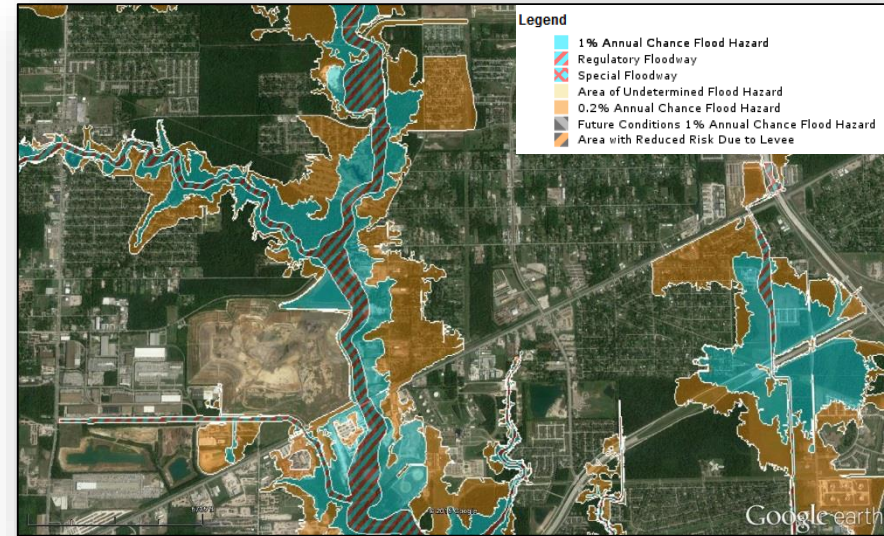 Legend
1% Annual Chance Flood Hazard
Regulatory Floodway
Special Floodway
Area of Undetermined Flood Hazard
0.2% Annual Chance Flood Hazard
Future Conditions 1% Annual Chance Flood Hazard
Area with Reduced Risk Due to Levee
Google earth